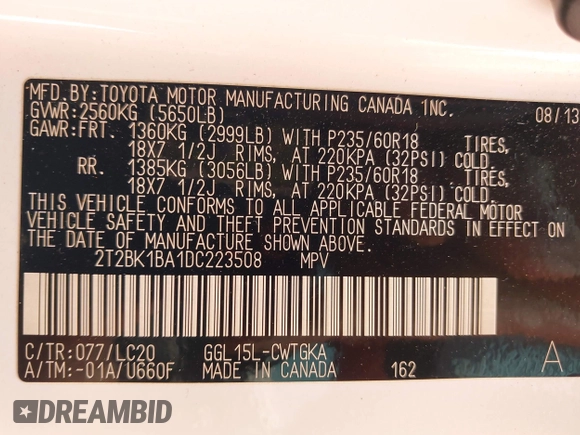 MFD.BY:TOYOTA MOTOR MANUFACTURING CANADA 1NC. 08/13
GVWR:2560KG (5650LB)
GAWR:FRT. 1360KG (2999LB) WITH P235/60R18 TIRES,
18X7 1/2J RIMS, AT 220KPA (32PSI) COLD.
RR. 1385KG (3056LB) WITH P235/60R18 TIRES,
18X7 1/2J RIMS, AT 220KPA (32PSI) COLD.
THIS VEHICLE CONFORMS TO ALL APPLICABLE FEDERAL MOTOR
VEHICLE SAFETY AND THEFT PREVENTION STANDARDS IN EFFECT ON
THE DATE OF MANUFACTURE SHOWN ABOVE.
2T2BK1BA1DC223508 MPV
C/TR:077/LC20 GGL15L-CWTGKA A
A/TM:-01A/U660F MADE IN CANADA 162
DREAMBID